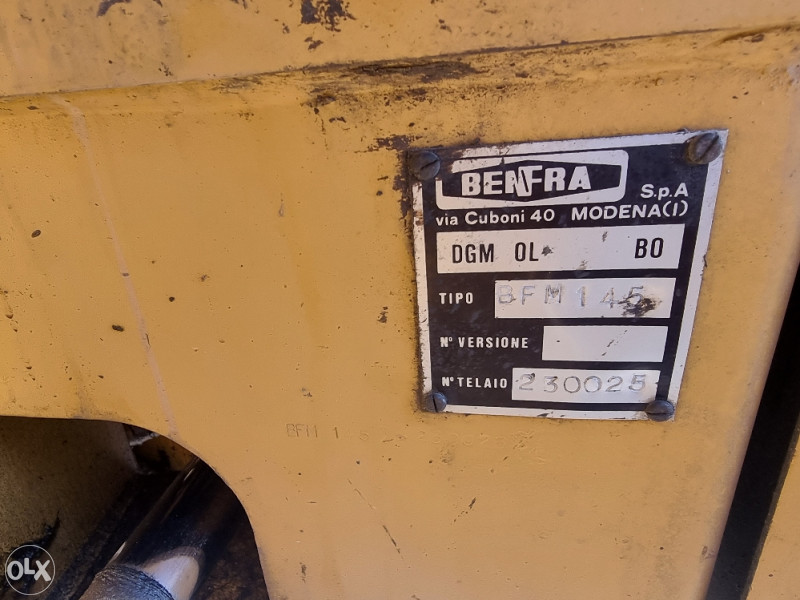 BENFRA
S.p.A
via Cuboni 40 MODENA(I)
DGM OL BO
TIPO BFM 145
N° VERSIONE
N° TELAIO 230025
OLX